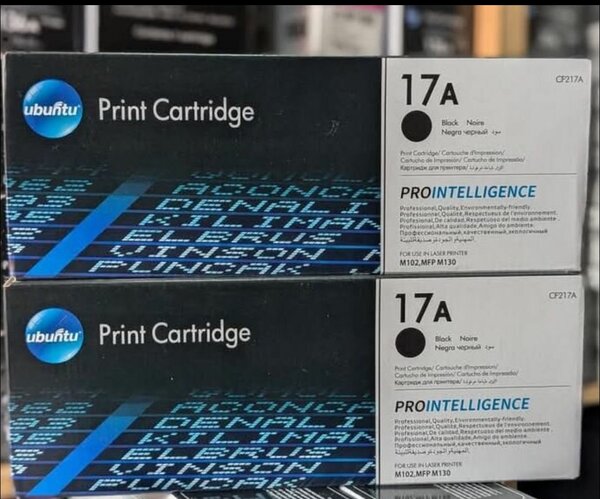 ubuntu
Print Cartridge
ACONCA
DENALI
ELBRUS
VINSON
PUNCAK
17A
CF217A
Black Noire
Negro черный سود
Print Cartridge/ Cartouche d'Impression/
Cartucho de Impresión/ Cartucho de Impressão/
Картридж для принтера/
PROINTELLIGENCE
Professional,Quality,Environmentally-friendly.
Professionnel,Qualité,Respectueux de l'environnement.
Profesional,De calidad,Respetuoso del medio ambiente.
Profissional,Alta qualidade,Amigo do ambiente.
Профессиональный,качественный,экологичный
FOR USE IN LASER PRINTER
M102,MFP M130
ubuntu
Print Cartridge
ACONCA
VINSON
PUNCAK
17A
CF217A
Black Noire
Negro черный سود
Print Cartridge/ Cartouche d'Impression/
Cartucho de Impresión/ Cartucho de Impressão/
Картридж для принтера/
PROINTELLIGENCE
Professional,Quality,Environmentally-friendly.
Professionnel,Qualité,Respectueux de l'environnement.
Profesional,De calidad,Respetuoso del medio ambiente.
Profissional,Alta qualidade,Amigo do ambiente.
Профессиональный,качественный,экологичный
FOR USE IN LASER PRINTER
M102,MFP M130